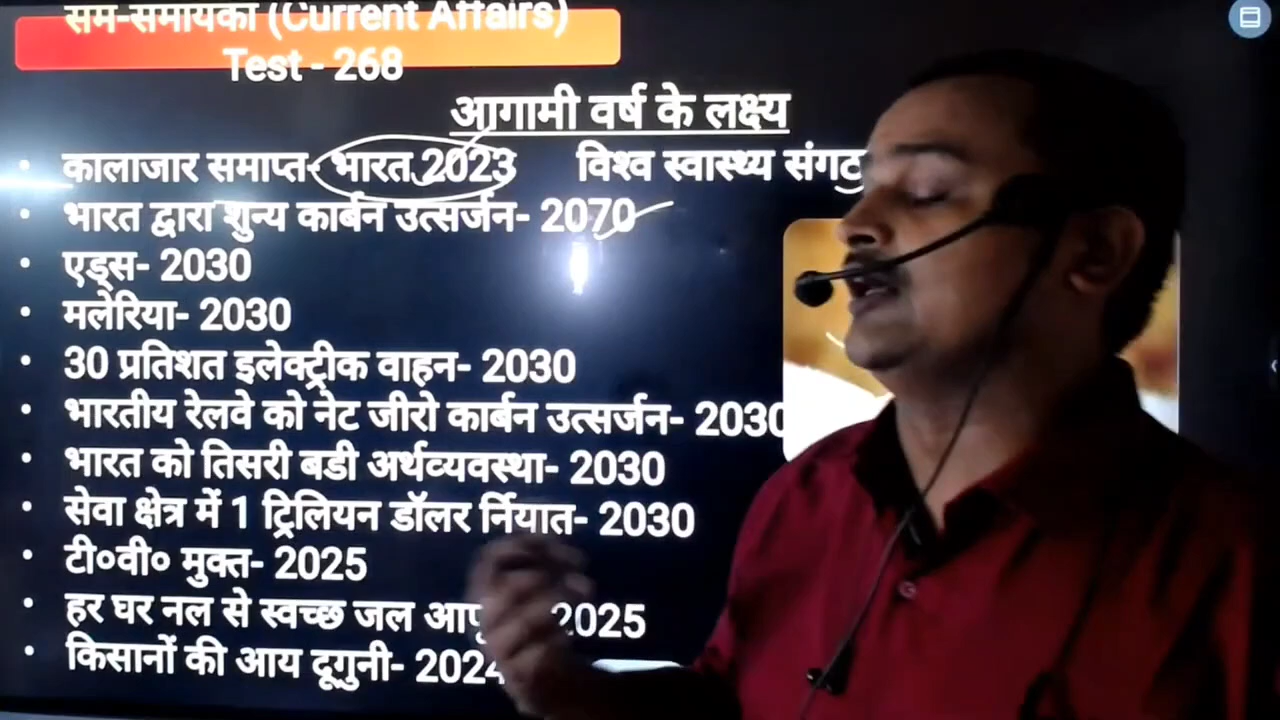 सम-समायिकी (Current Affairs)
Test - 268
आगामी वर्ष के लक्ष्य
• कालाजार समाप्त- भारत 2023 विश्व स्वास्थ्य
• भारत द्वारा शुन्य कार्बन उत्सर्जन- 2070
• एड्स- 2030
• मलेरिया- 2030
• 30 प्रतिशत इलेक्ट्रीक वाहन- 2030
• भारतीय रेलवे को नेट जीरो कार्बन उत्सर्जन- 2030
• भारत को तिसरी बडी अर्थव्यवस्था- 2030
• सेवा क्षेत्र में 1 ट्रिलियन डॉलर र्नियात- 2030
• टी०वी० मुक्त- 2025
• हर घर नल से स्वच्छ जल 2025
• किसानों की आय दूगुनी- 2024